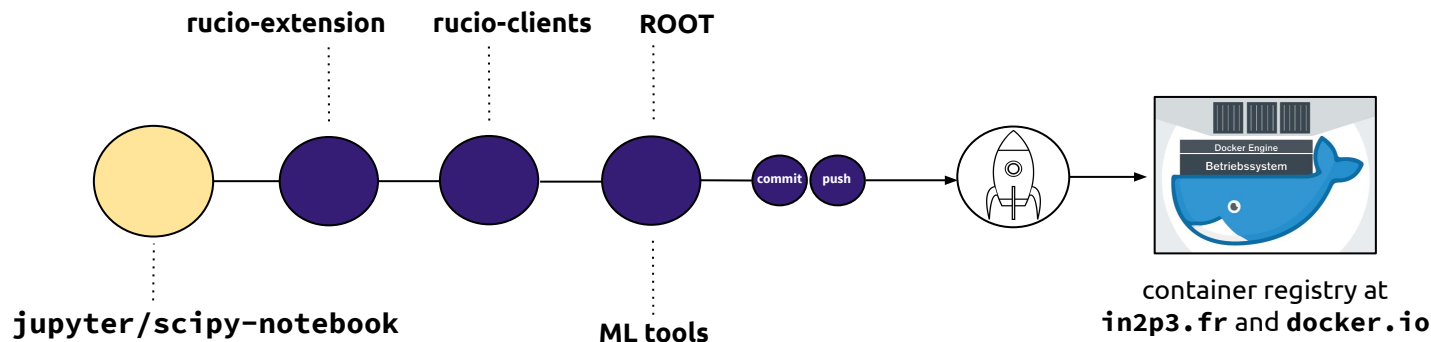 rucio-extension
rucio-clients
ROOT
commit
push
Docker Engine
Betriebssystem
jupyter/scipy-notebook
ML tools
container registry at
in2p3.fr and docker.io